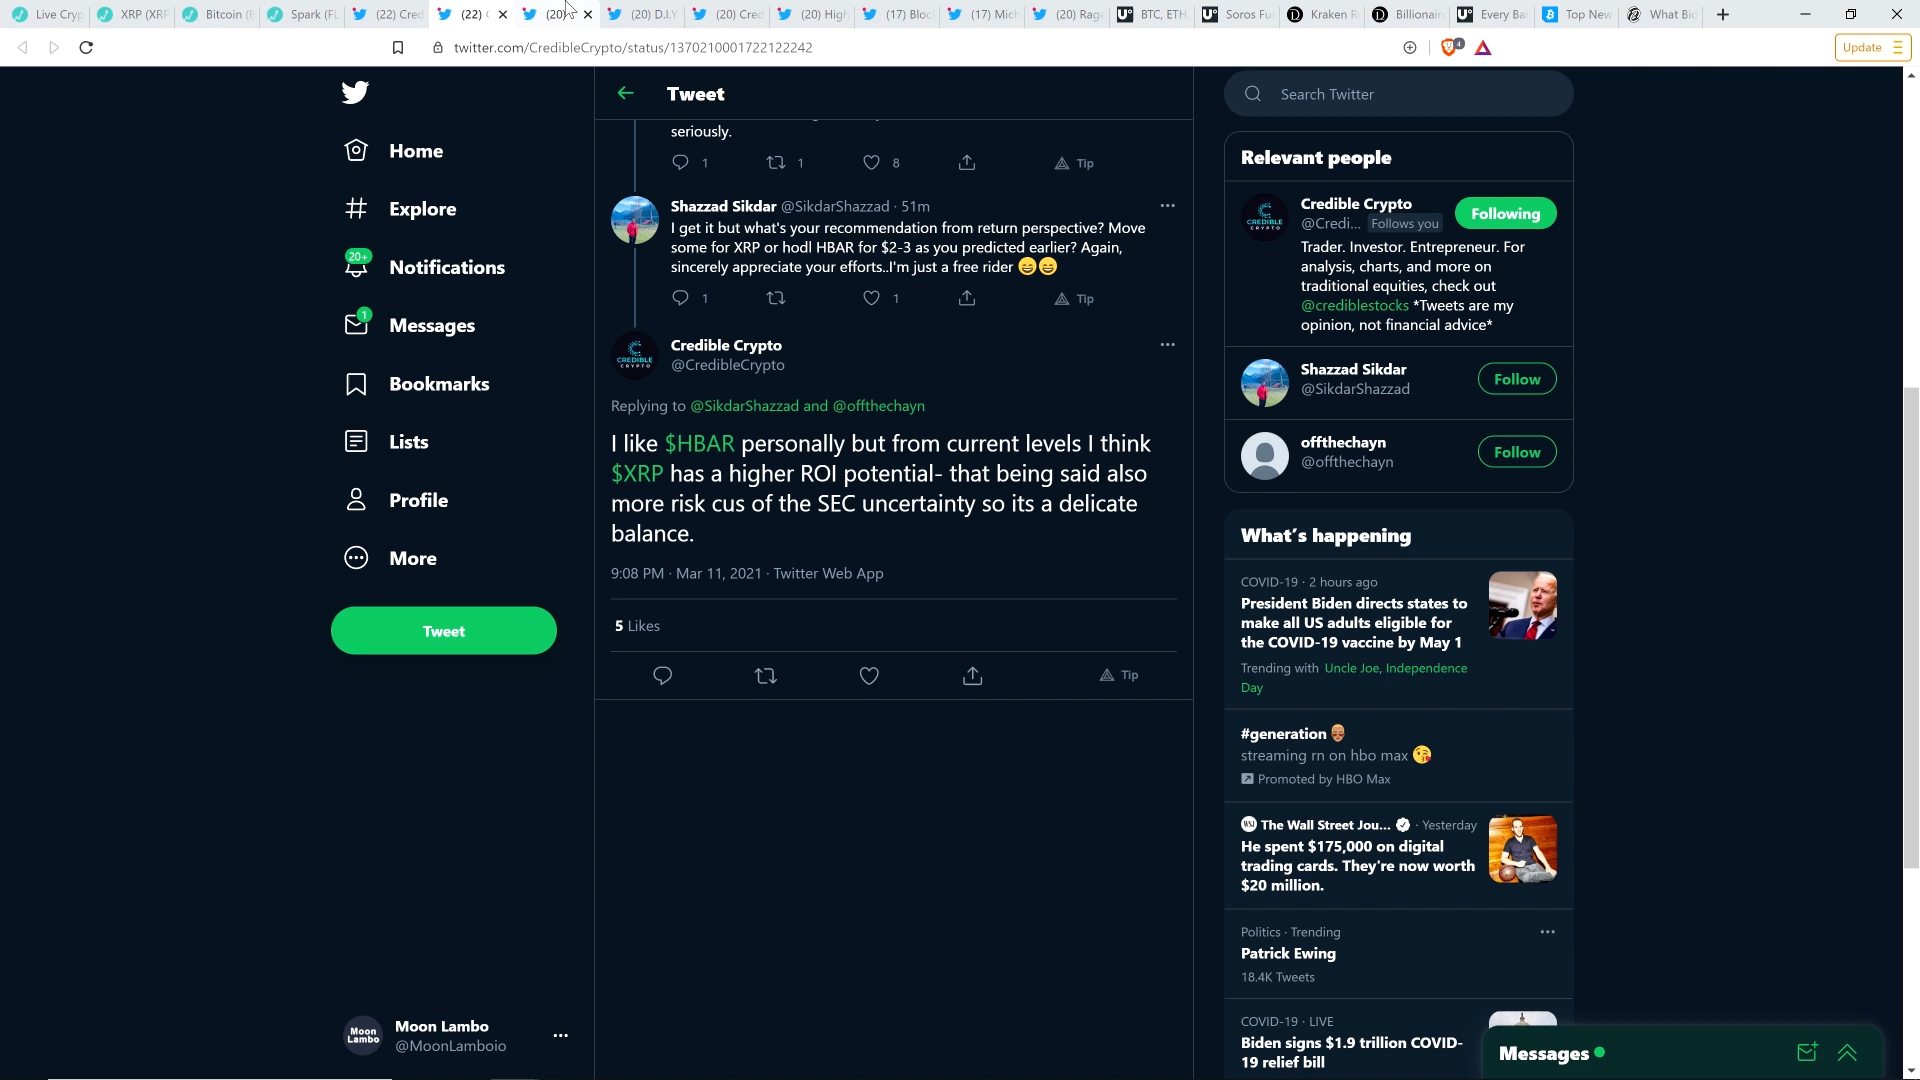 Live Cryp
XRP (XRP
Bitcoin (B
Spark (FL
(22) Cred
(22) C
(20)
(20) D.I.Y
(20) Cred
(20) High
(17) Bloc
(17) Mich
(20) Rag
BTC, ETH
Soros Fu
Kraken R
Billionair
Every Ba
Top New
What Bi
twitter.com/CredibleCrypto/status/1370210001722122242
4
Update
Home
Explore
20+
Notifications
1
Messages
Bookmarks
Lists
Profile
More
Tweet
Moon Lambo
Moon Lambo
@MoonLamboio
Tweet
seriously.
1 1 8 Tip
Shazzad Sikdar @SikdarShazzad · 51m
I get it but what's your recommendation from return perspective? Move
some for XRP or hodl HBAR for $2-3 as you predicted earlier? Again,
sincerely appreciate your efforts..I'm just a free rider 😄😄
1 1 Tip
CREDIBLE
CRYPTO
Credible Crypto
@CredibleCrypto
Replying to @SikdarShazzad and @offthechayn
I like $HBAR personally but from current levels I think
$XRP has a higher ROI potential- that being said also
more risk cus of the SEC uncertainty so its a delicate
balance.
9:08 PM · Mar 11, 2021 · Twitter Web App
5 Likes
Tip
Search Twitter
Relevant people
CREDIBLE
CRYPTO
Credible Crypto
@Credi... Follows you
Following
Trader. Investor. Entrepreneur. For
analysis, charts, and more on
traditional equities, check out
@crediblestocks *Tweets are my
opinion, not financial advice*
Shazzad Sikdar
@SikdarShazzad
Follow
offthechayn
@offthechayn
Follow
What's happening
COVID-19 · 2 hours ago
President Biden directs states to
make all US adults eligible for
the COVID-19 vaccine by May 1
Trending with Uncle Joe, Independence
Day
#generation
streaming rn on hbo max 😘
Promoted by HBO Max
WSJ The Wall Street Jou... · Yesterday
He spent $175,000 on digital
trading cards. They're now worth
$20 million.
Politics · Trending
Patrick Ewing
18.4K Tweets
COVID-19 · LIVE
Biden signs $1.9 trillion COVID-
19 relief bill
Messages